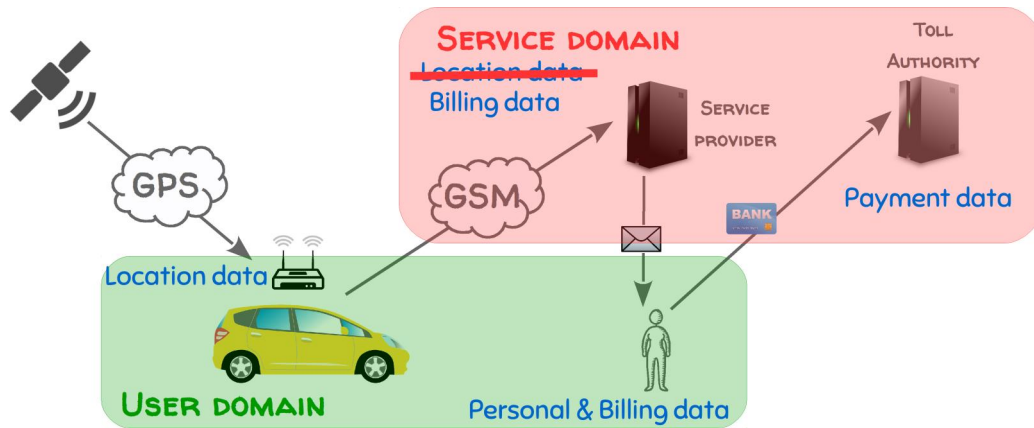 SERVICE DOMAIN
Location data
Billing data
SERVICE
PROVIDER
TOLL
AUTHORITY
Payment data
GPS
GSM
BANK
Location data
USER DOMAIN
Personal & Billing data